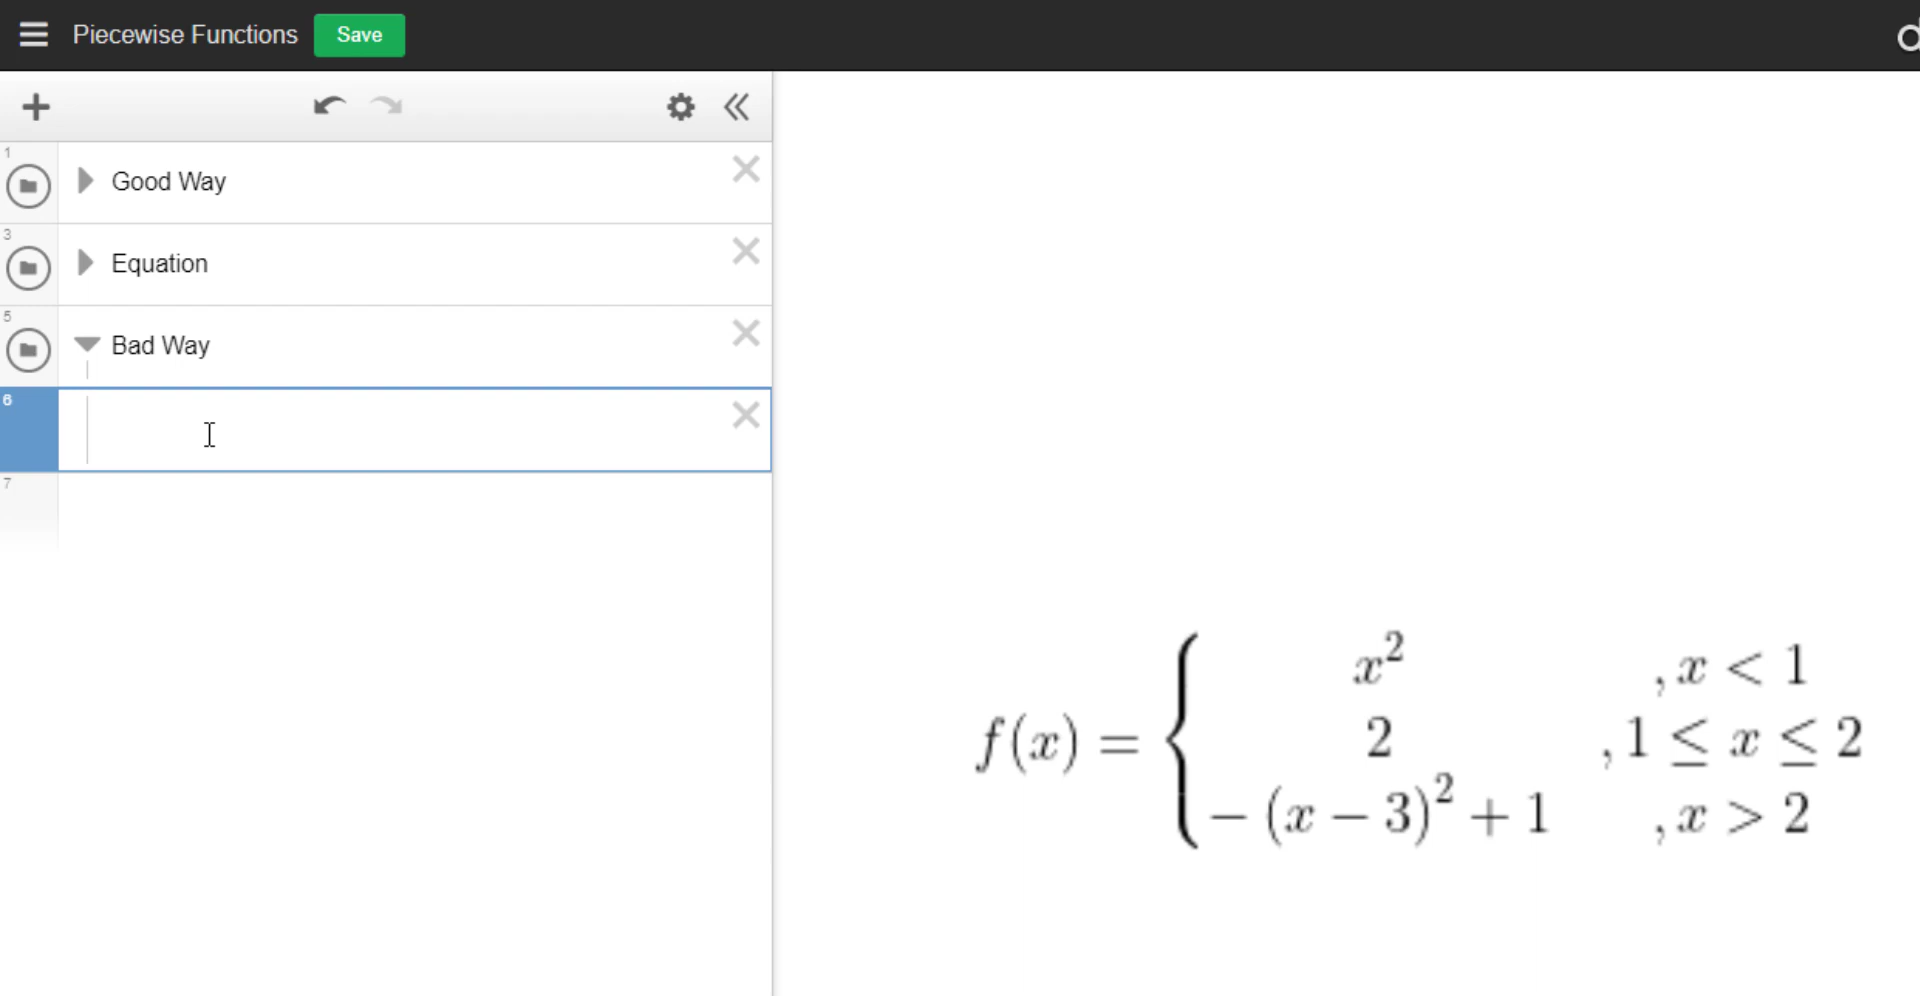 Piecewise Functions Save
1
Good Way
3
Equation
5
Bad Way
6
7
x² , x < 1
f(x) = { 2 , 1 ≤ x ≤ 2
− (x − 3)² + 1 , x > 2